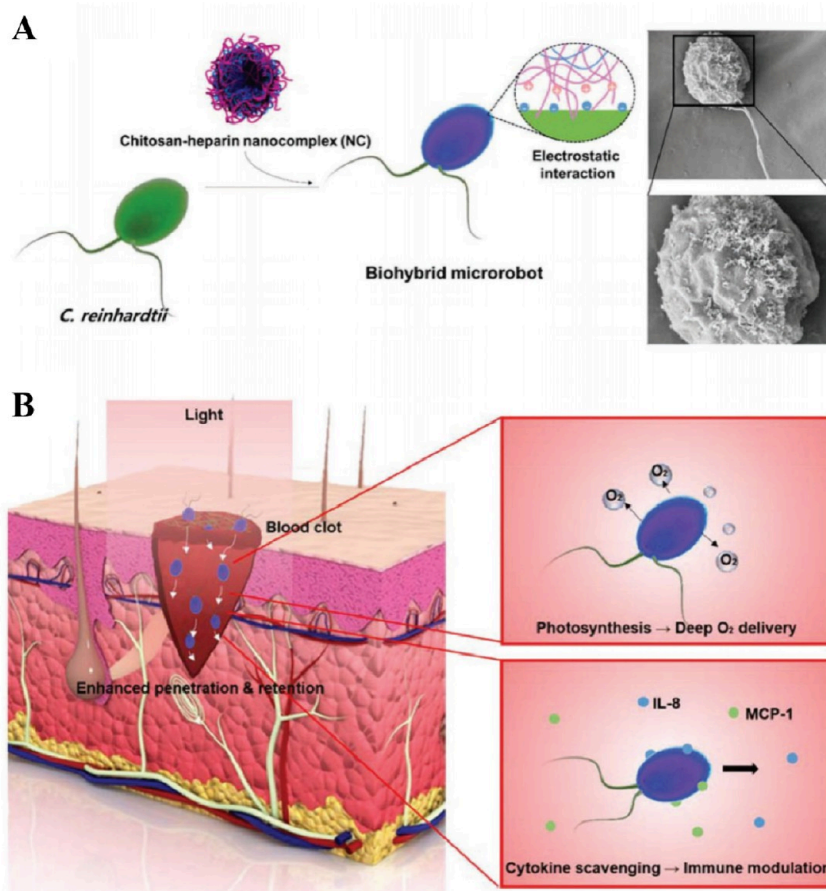 A
Chitosan-heparin nanocomplex (NC)
Electrostatic
interaction
Biohybrid microrobot
C. reinhardtii
B
Light
Blood clot
Enhanced penetration & retention
O₂
O₂
O₂
Photosynthesis → Deep O₂ delivery
IL-8
MCP-1
Cytokine scavenging → Immune modulation